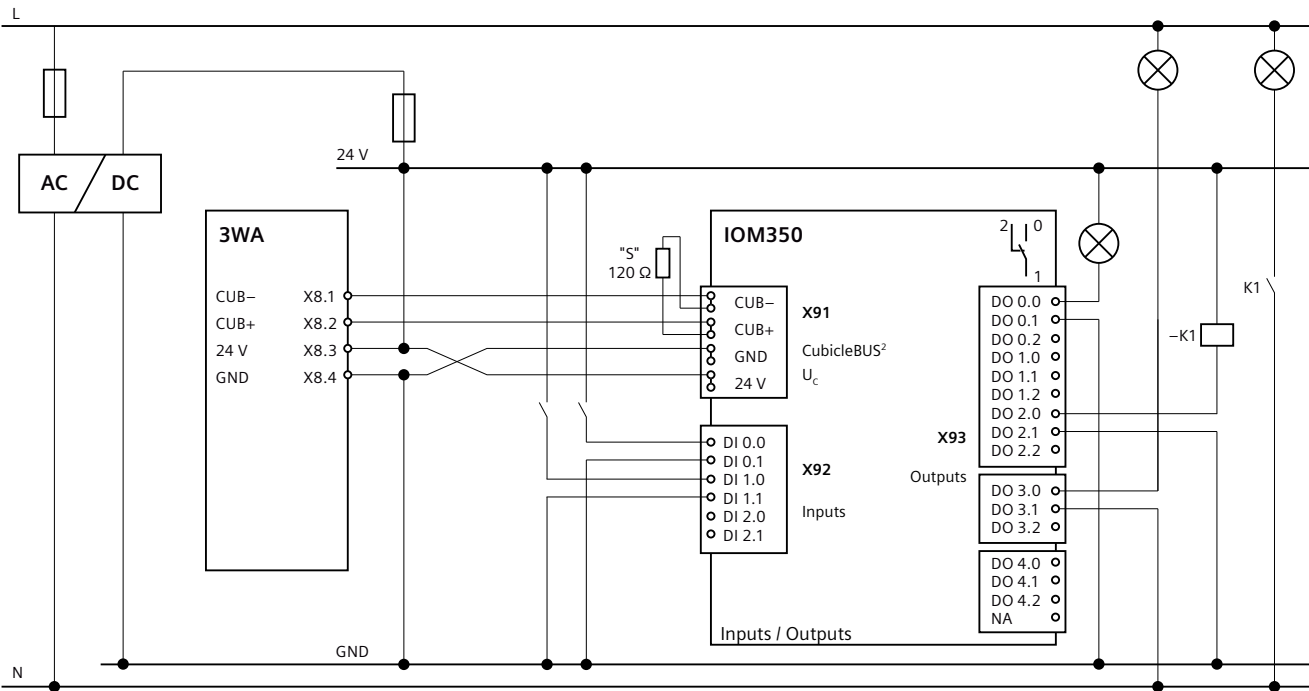 L
24 V
AC
DC
3WA
CUB− X8.1
CUB+ X8.2
24 V X8.3
GND X8.4
"S"
120 Ω
IOM350
2 0
1
CUB−
CUB+
GND
24 V
X91
CubicleBUS²
Uc
DI 0.0
DI 0.1
DI 1.0
DI 1.1
DI 2.0
DI 2.1
X92
Inputs
DO 0.0
DO 0.1
DO 0.2
DO 1.0
DO 1.1
DO 1.2
DO 2.0
DO 2.1
DO 2.2
X93
Outputs
DO 3.0
DO 3.1
DO 3.2
DO 4.0
DO 4.1
DO 4.2
NA
Inputs / Outputs
−K1
K1
GND
N